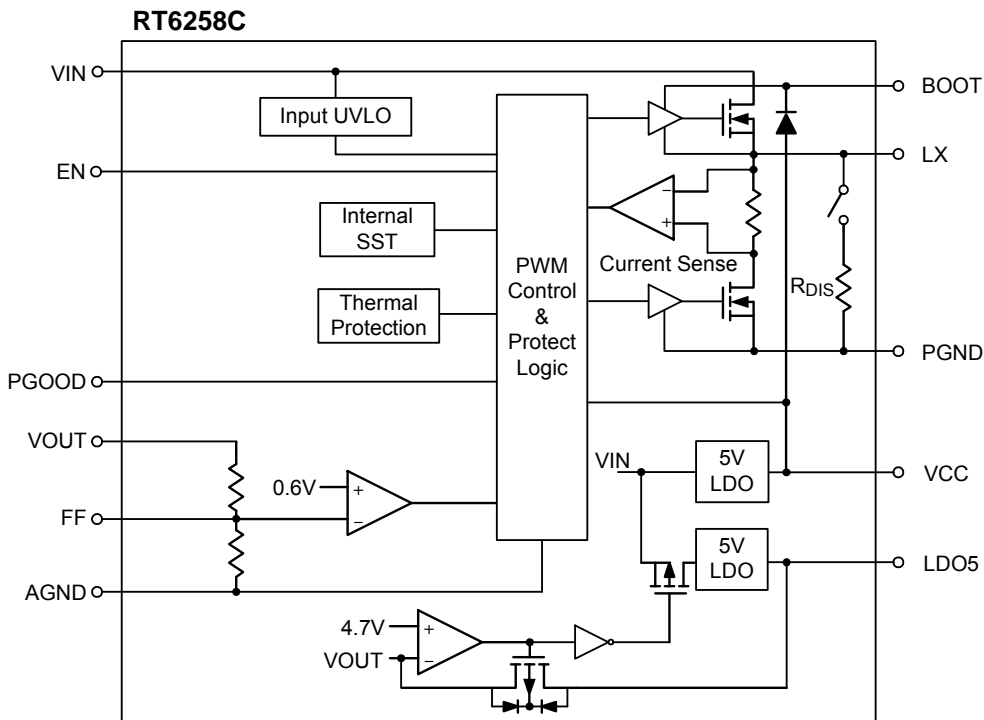 RT6258C
VIN
BOOT
Input UVLO
EN
LX
−
+
Internal
SST
Current Sense
PWM
Control
&
Protect
Logic
RDIS
Thermal
Protection
PGND
PGOOD
VOUT
VIN
5V
LDO
VCC
0.6V
+
−
FF
5V
LDO
LDO5
AGND
4.7V
+
VOUT
−